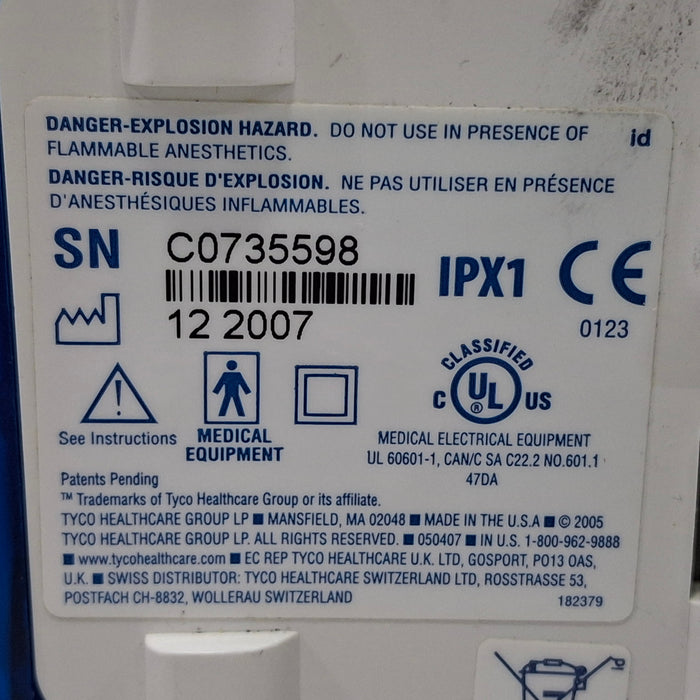 DANGER-EXPLOSION HAZARD. DO NOT USE IN PRESENCE OF
FLAMMABLE ANESTHETICS.
id
DANGER-RISQUE D'EXPLOSION. NE PAS UTILISER EN PRÉSENCE
D'ANESTHÉSIQUES INFLAMMABLES.
SN C0735598
IPX1 CE
0123
12 2007
CLASSIFIED
C UL® US
See Instructions
MEDICAL
EQUIPMENT
MEDICAL ELECTRICAL EQUIPMENT
UL 60601-1, CAN/C SA C22.2 NO.601.1
47DA
Patents Pending
™ Trademarks of Tyco Healthcare Group or its affiliate.
TYCO HEALTHCARE GROUP LP ■ MANSFIELD, MA 02048 ■ MADE IN THE U.S.A ■ © 2005
TYCO HEALTHCARE GROUP LP. ALL RIGHTS RESERVED. ■ 050407 ■ IN U.S. 1-800-962-9888
■ www.tycohealthcare.com ■ EC REP TYCO HEALTHCARE U.K. LTD, GOSPORT, PO13 OAS,
U.K. ■ SWISS DISTRIBUTOR: TYCO HEALTHCARE SWITZERLAND LTD, ROSSTRASSE 53,
POSTFACH CH-8832, WOLLERAU SWITZERLAND
182379